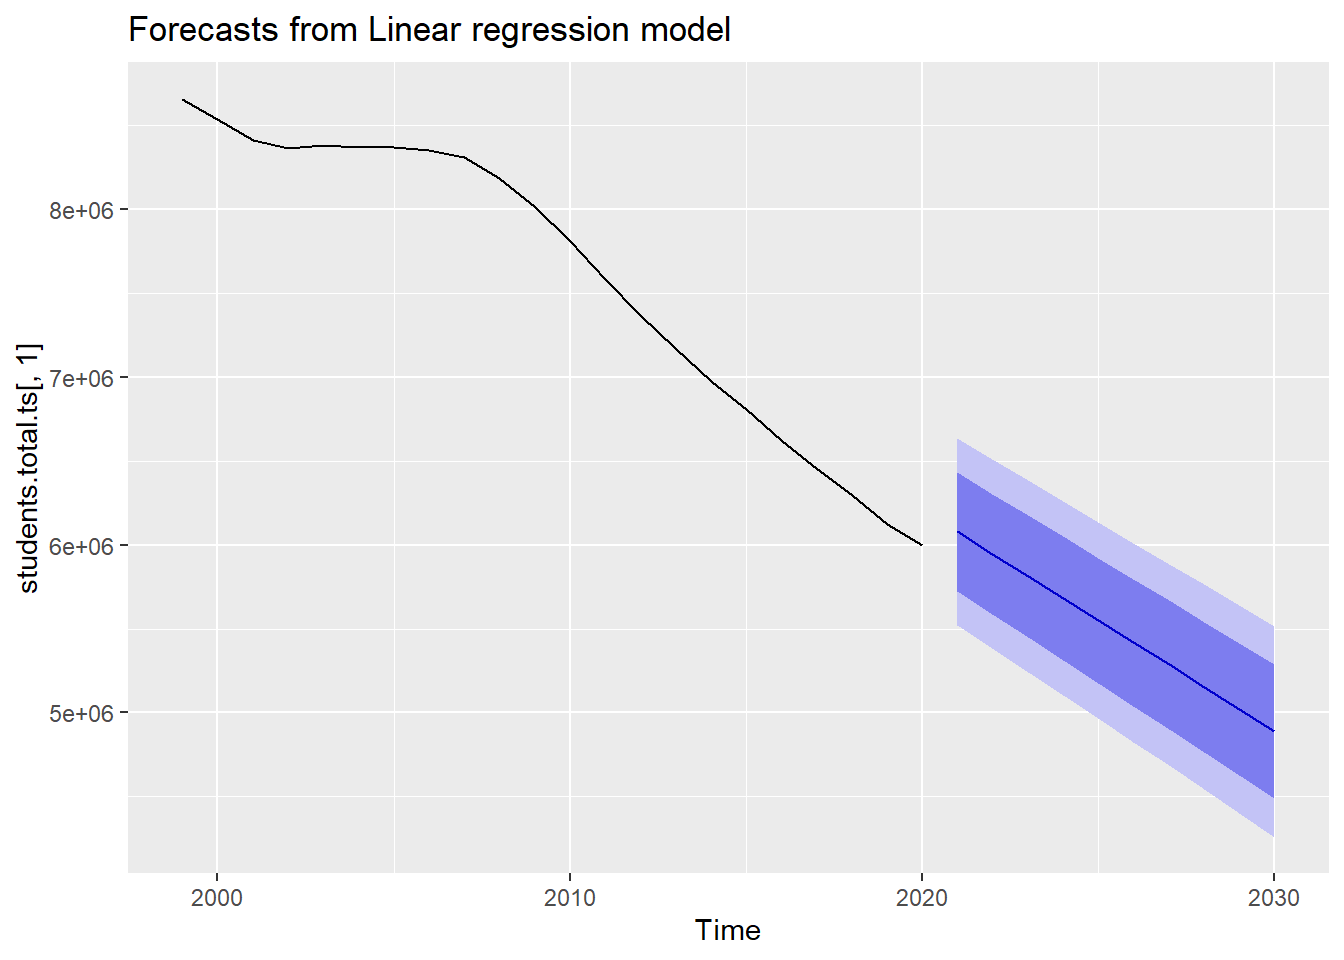 Forecasts from Linear regression model
students.total.ts[, 1]
8e+06
7e+06
6e+06
5e+06
2000
2010
2020
2030
Time